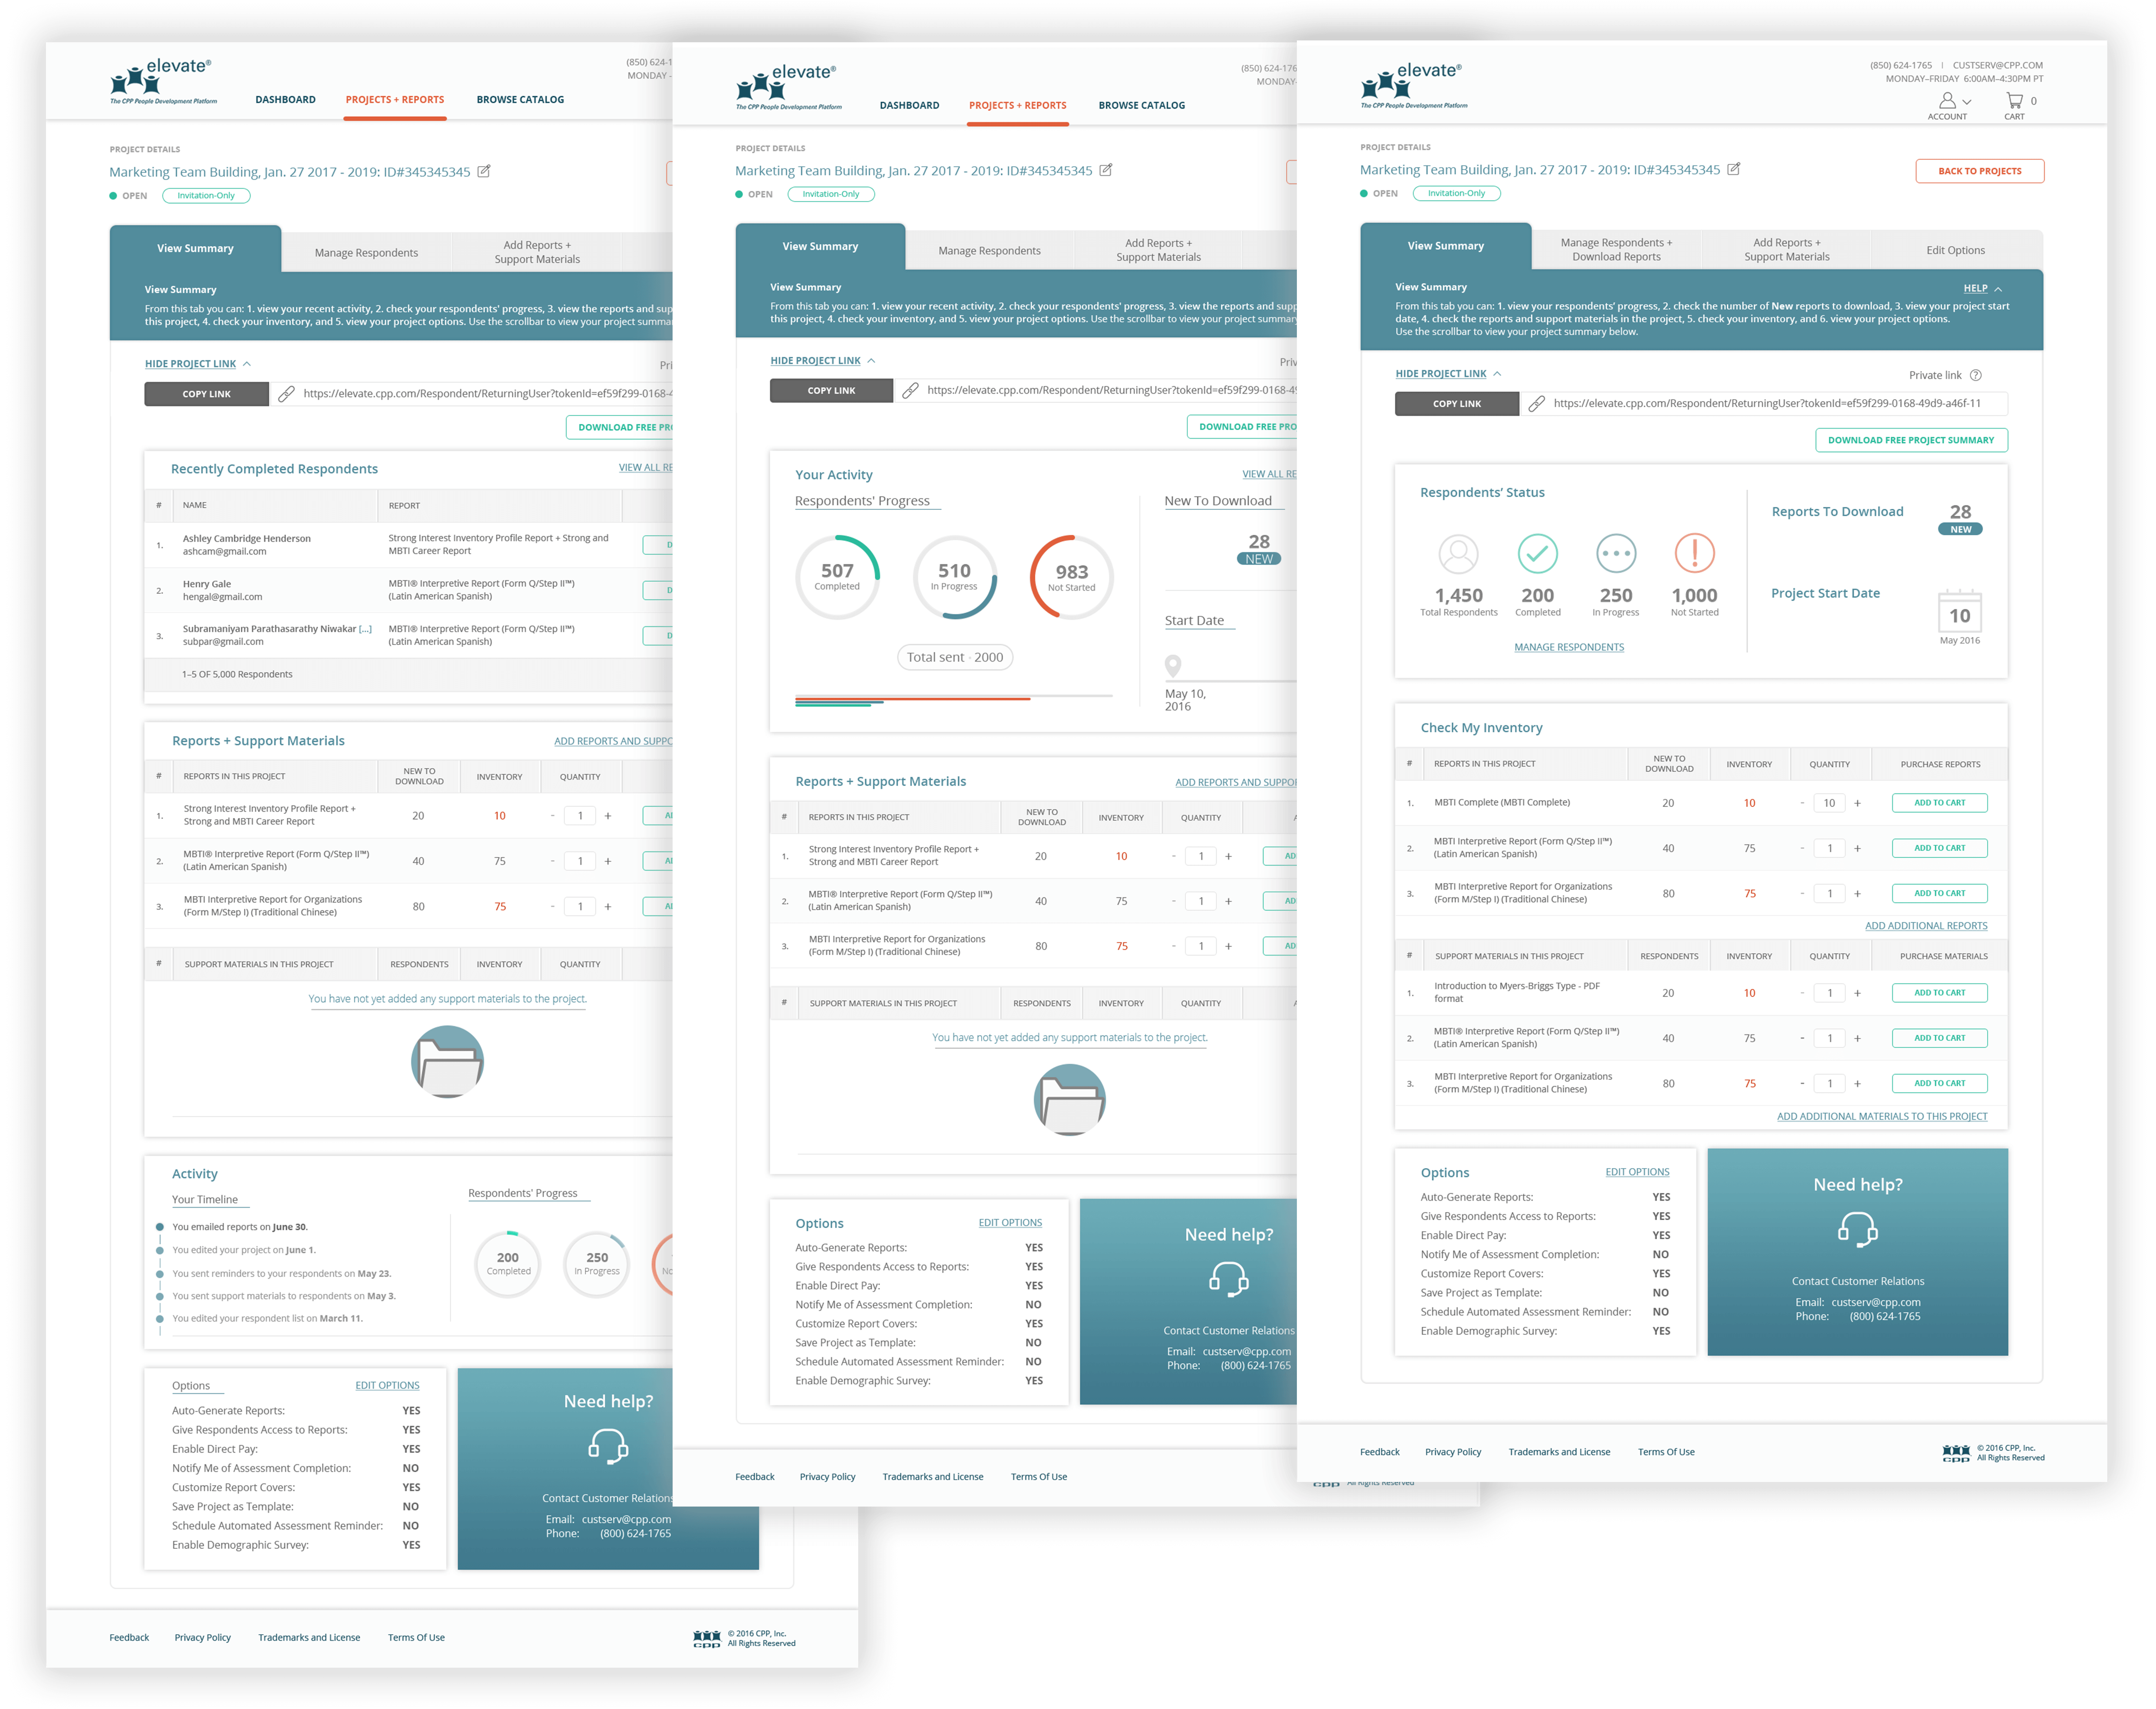 elevate®
The CPP People Development Platform
(850) 624-1
MONDAY -
DASHBOARD PROJECTS + REPORTS BROWSE CATALOG
PROJECT DETAILS
Marketing Team Building, Jan. 27 2017 - 2019: ID#345345345
OPEN Invitation-Only
View Summary Manage Respondents Add Reports +
Support Materials
View Summary
From this tab you can: 1. view your recent activity, 2. check your respondents' progress, 3. view the reports and sup
this project, 4. check your inventory, and 5. view your project options. Use the scrollbar to view your project summa
HIDE PROJECT LINK Pri
COPY LINK https://elevate.cpp.com/Respondent/ReturningUser?tokenId=ef59f299-0168-4
DOWNLOAD FREE PRO
Recently Completed Respondents VIEW ALL RE
# NAME REPORT
1. Ashley Cambridge Henderson
ashcam@gmail.com
Strong Interest Inventory Profile Report + Strong and
MBTI Career Report
D
2. Henry Gale
hengal@gmail.com
MBTI® Interpretive Report (Form Q/Step II™)
(Latin American Spanish)
D
3. Subramaniyam Parathasarathy Niwakar [...]
subpar@gmail.com
MBTI® Interpretive Report (Form Q/Step II™)
(Latin American Spanish)
D
1–5 OF 5,000 Respondents
Reports + Support Materials ADD REPORTS AND SUPPO
# REPORTS IN THIS PROJECT NEW TO
DOWNLOAD INVENTORY QUANTITY
1. Strong Interest Inventory Profile Report +
Strong and MBTI Career Report 20 10 - 1 + AD
2. MBTI® Interpretive Report (Form Q/Step II™)
(Latin American Spanish) 40 75 - 1 + AD
3. MBTI Interpretive Report for Organizations
(Form M/Step I) (Traditional Chinese) 80 75 - 1 + AD
# SUPPORT MATERIALS IN THIS PROJECT RESPONDENTS INVENTORY QUANTITY
You have not yet added any support materials to the project.
Activity
Your Timeline
You emailed reports on June 30.
You edited your project on June 1.
You sent reminders to your respondents on May 23.
You sent support materials to respondents on May 3.
You edited your respondent list on March 11.
Respondents' Progress
200
Completed
250
In Progress
No
Options EDIT OPTIONS
Auto-Generate Reports: YES
Give Respondents Access to Reports: YES
Enable Direct Pay: YES
Notify Me of Assessment Completion: NO
Customize Report Covers: YES
Save Project as Template: NO
Schedule Automated Assessment Reminder: NO
Enable Demographic Survey: YES
Need help?
Contact Customer Relations
Email: custserv@cpp.com
Phone: (800) 624-1765
Feedback Privacy Policy Trademarks and License Terms Of Use
cpp © 2016 CPP, Inc.
All Rights Reserved
elevate®
The CPP People Development Platform
(850) 624-176
MONDAY-
DASHBOARD PROJECTS + REPORTS BROWSE CATALOG
PROJECT DETAILS
Marketing Team Building, Jan. 27 2017 - 2019: ID#345345345
OPEN Invitation-Only
View Summary Manage Respondents Add Reports +
Support Materials
View Summary
From this tab you can: 1. view your recent activity, 2. check your respondents' progress, 3. view the reports and supp
this project, 4. check your inventory, and 5. view your project options. Use the scrollbar to view your project summar
HIDE PROJECT LINK Priv
COPY LINK https://elevate.cpp.com/Respondent/ReturningUser?tokenId=ef59f299-0168-49
DOWNLOAD FREE PRO
Your Activity VIEW ALL RE
Respondents' Progress
507
Completed
510
In Progress
983
Not Started
Total sent · 2000
New To Download
28
NEW
Start Date
May 10,
2016
Reports + Support Materials ADD REPORTS AND SUPPOR
# REPORTS IN THIS PROJECT NEW TO
DOWNLOAD INVENTORY QUANTITY A
1. Strong Interest Inventory Profile Report +
Strong and MBTI Career Report 20 10 - 1 + AD
2. MBTI® Interpretive Report (Form Q/Step II™)
(Latin American Spanish) 40 75 - 1 + AD
3. MBTI Interpretive Report for Organizations
(Form M/Step I) (Traditional Chinese) 80 75 - 1 + AD
# SUPPORT MATERIALS IN THIS PROJECT RESPONDENTS INVENTORY QUANTITY A
You have not yet added any support materials to the project.
Options EDIT OPTIONS
Auto-Generate Reports: YES
Give Respondents Access to Reports: YES
Enable Direct Pay: YES
Notify Me of Assessment Completion: NO
Customize Report Covers: YES
Save Project as Template: NO
Schedule Automated Assessment Reminder: NO
Enable Demographic Survey: YES
Need help?
Contact Customer Relations
Email: custserv@cpp.com
Phone: (800) 624-1765
Feedback Privacy Policy Trademarks and License Terms Of Use
cpp All Rights Reserved
elevate®
The CPP People Development Platform
(850) 624-1765 | CUSTSERV@CPP.COM
MONDAY–FRIDAY 6:00AM–4:30PM PT
ACCOUNT CART 0
PROJECT DETAILS
Marketing Team Building, Jan. 27 2017 - 2019: ID#345345345
BACK TO PROJECTS
OPEN Invitation-Only
View Summary Manage Respondents +
Download Reports Add Reports +
Support Materials Edit Options
View Summary HELP
From this tab you can: 1. view your respondents' progress, 2. check the number of New reports to download, 3. view your project start
date, 4. check the reports and support materials in the project, 5. check your inventory, and 6. view your project options.
Use the scrollbar to view your project summary below.
HIDE PROJECT LINK Private link ?
COPY LINK https://elevate.cpp.com/Respondent/ReturningUser?tokenId=ef59f299-0168-49d9-a46f-11
DOWNLOAD FREE PROJECT SUMMARY
Respondents' Status
1,450
Total Respondents
200
Completed
250
In Progress
1,000
Not Started
MANAGE RESPONDENTS
Reports To Download 28
NEW
Project Start Date 10
May 2016
Check My Inventory
# REPORTS IN THIS PROJECT NEW TO
DOWNLOAD INVENTORY QUANTITY PURCHASE REPORTS
1. MBTI Complete (MBTI Complete) 20 10 - 10 + ADD TO CART
2. MBTI Interpretive Report (Form Q/Step II™)
(Latin American Spanish) 40 75 - 1 + ADD TO CART
3. MBTI Interpretive Report for Organizations
(Form M/Step I) (Traditional Chinese) 80 75 - 1 + ADD TO CART
ADD ADDITIONAL REPORTS
# SUPPORT MATERIALS IN THIS PROJECT RESPONDENTS INVENTORY QUANTITY PURCHASE MATERIALS
1. Introduction to Myers-Briggs Type - PDF
format 20 10 - 1 + ADD TO CART
2. MBTI® Interpretive Report (Form Q/Step II™)
(Latin American Spanish) 40 75 - 1 + ADD TO CART
3. MBTI Interpretive Report for Organizations
(Form M/Step I) (Traditional Chinese) 80 75 - 1 + ADD TO CART
ADD ADDITIONAL MATERIALS TO THIS PROJECT
Options EDIT OPTIONS
Auto-Generate Reports: YES
Give Respondents Access to Reports: YES
Enable Direct Pay: YES
Notify Me of Assessment Completion: NO
Customize Report Covers: YES
Save Project as Template: NO
Schedule Automated Assessment Reminder: NO
Enable Demographic Survey: YES
Need help?
Contact Customer Relations
Email: custserv@cpp.com
Phone: (800) 624-1765
Feedback Privacy Policy Trademarks and License Terms Of Use
cpp © 2016 CPP, Inc.
All Rights Reserved